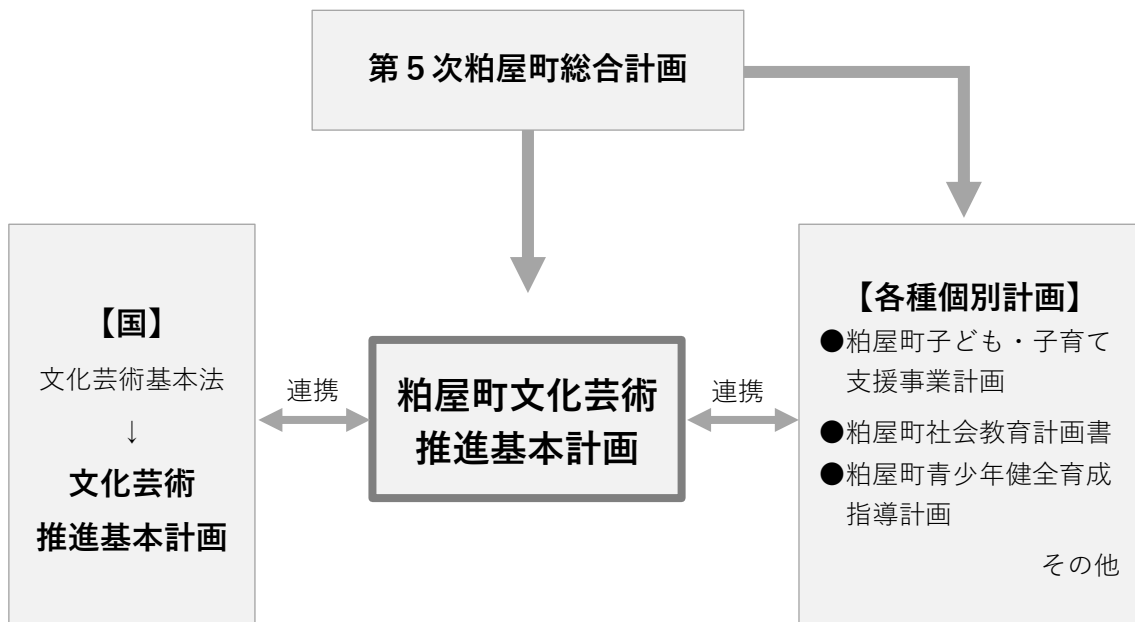 第５次粕屋町総合計画
【国】
文化芸術基本法
↓
文化芸術
推進基本計画
連携
粕屋町文化芸術
推進基本計画
連携
【各種個別計画】
●粕屋町子ども・子育て
支援事業計画
●粕屋町社会教育計画書
●粕屋町青少年健全育成
指導計画
その他